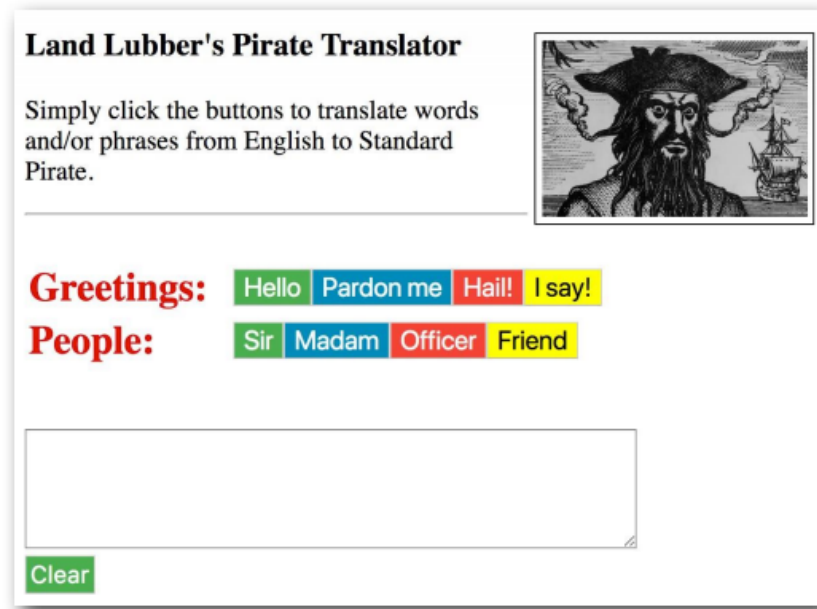 Land Lubber's Pirate Translator
Simply click the buttons to translate words
and/or phrases from English to Standard
Pirate.
Greetings: Hello Pardon me Hail! I say!
People: Sir Madam Officer Friend
Clear